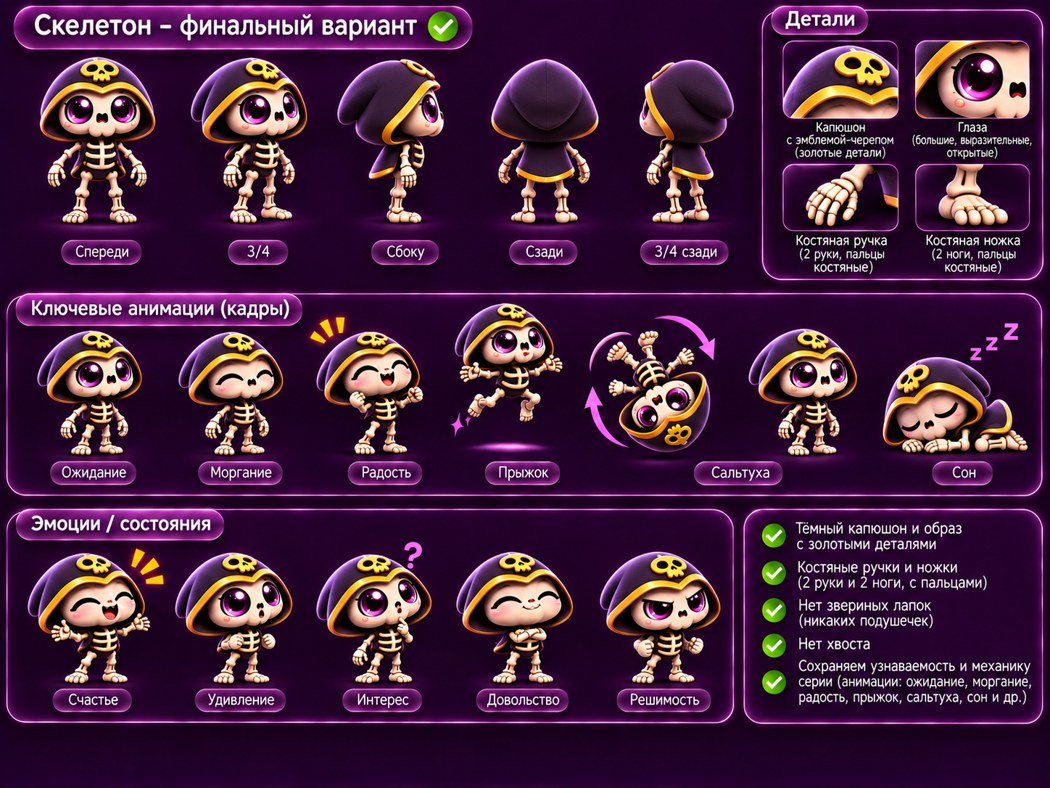 Скелетон – финальный вариант
Спереди
3/4
Сбоку
Сзади
3/4 сзади
Детали
Капюшон
с эмблемой-черепом
(золотые детали)
Глаза
(большие, выразительные,
открытые)
Костяная ручка
(2 руки, пальцы
костяные)
Костяная ножка
(2 ноги, пальцы
костяные)
Ключевые анимации (кадры)
z z Z
Ожидание
Моргание
Радость
Прыжок
Сальтуха
Сон
Эмоции / состояния
?
Счастье
Удивление
Интерес
Довольство
Решимость
Тёмный капюшон и образ
с золотыми деталями
Костяные ручки и ножки
(2 руки и 2 ноги, с пальцами)
Нет звериных лапок
(никаких подушечек)
Нет хвоста
Сохраняем узнаваемость и механику
серии (анимации: ожидание, моргание,
радость, прыжок, сальтуха, сон и др.)